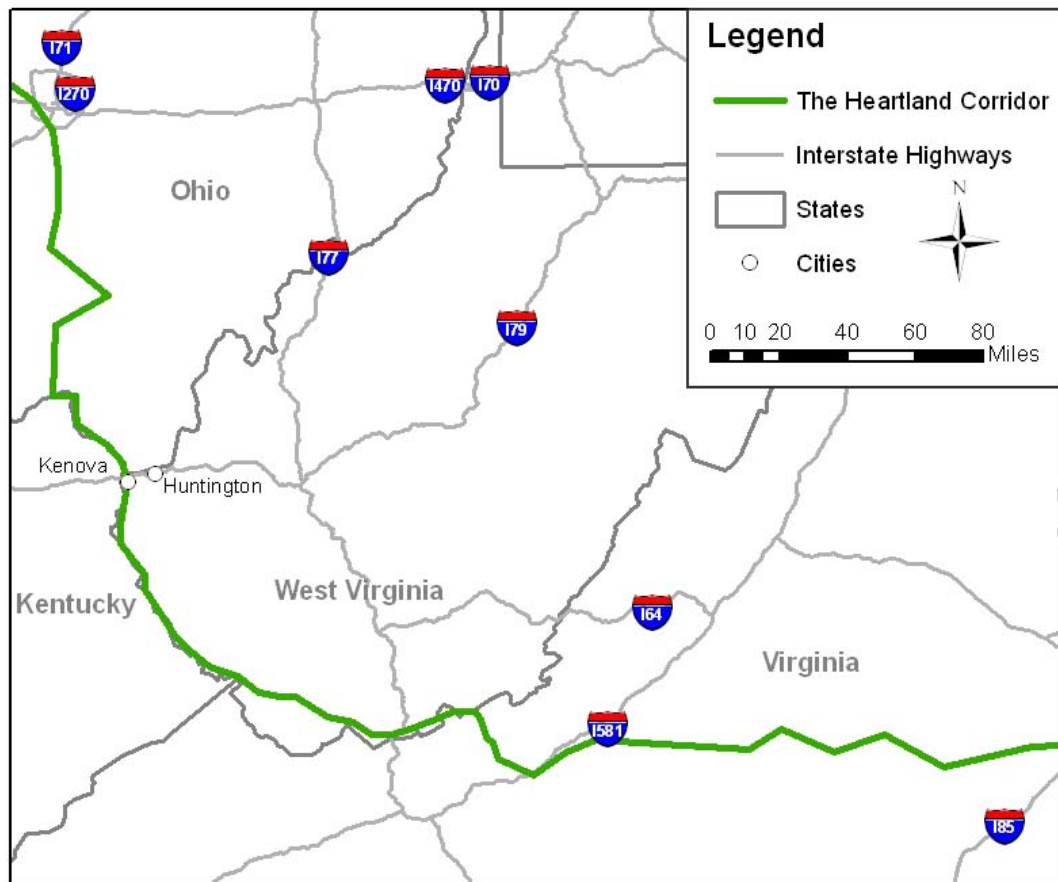 Legend
The Heartland Corridor
Interstate Highways
N
States
Cities
0 10 20 40 60 80
Miles
I71
I270
I470
I70
Ohio
I77
I79
Kenova
Huntington
West Virginia
Kentucky
I64
Virginia
I581
I85